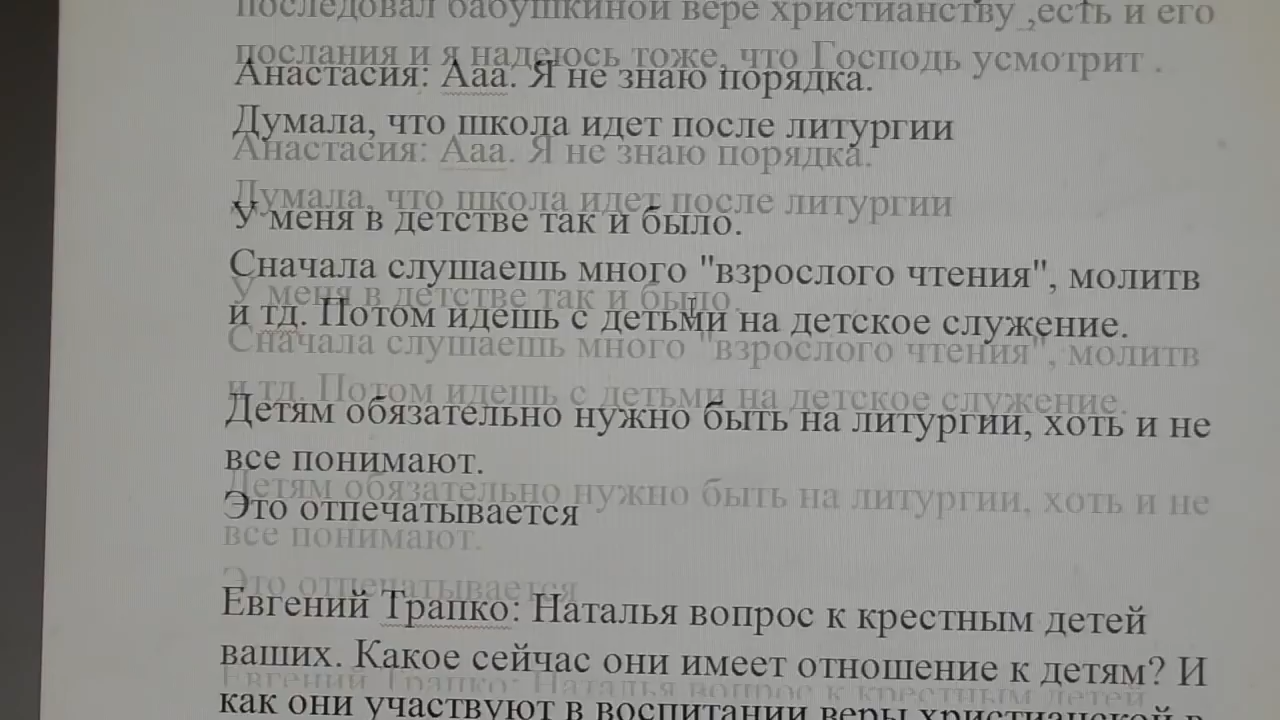 последовал бабушкиной вере христианству ,есть и его
послания и я надеюсь тоже, что Господь усмотрит .
Анастасия: Ааа. Я не знаю порядка.
Думала, что школа идет после литургии
У меня в детстве так и было.
Сначала слушаешь много "взрослого чтения", молитв
и тд. Потом идешь с детьми на детское служение.
Детям обязательно нужно быть на литургии, хоть и не
все понимают.
Это отпечатывается
Евгений Трапко: Наталья вопрос к крестным детей
ваших. Какое сейчас они имеет отношение к детям? И
как они участвуют в воспитании веры христианской в